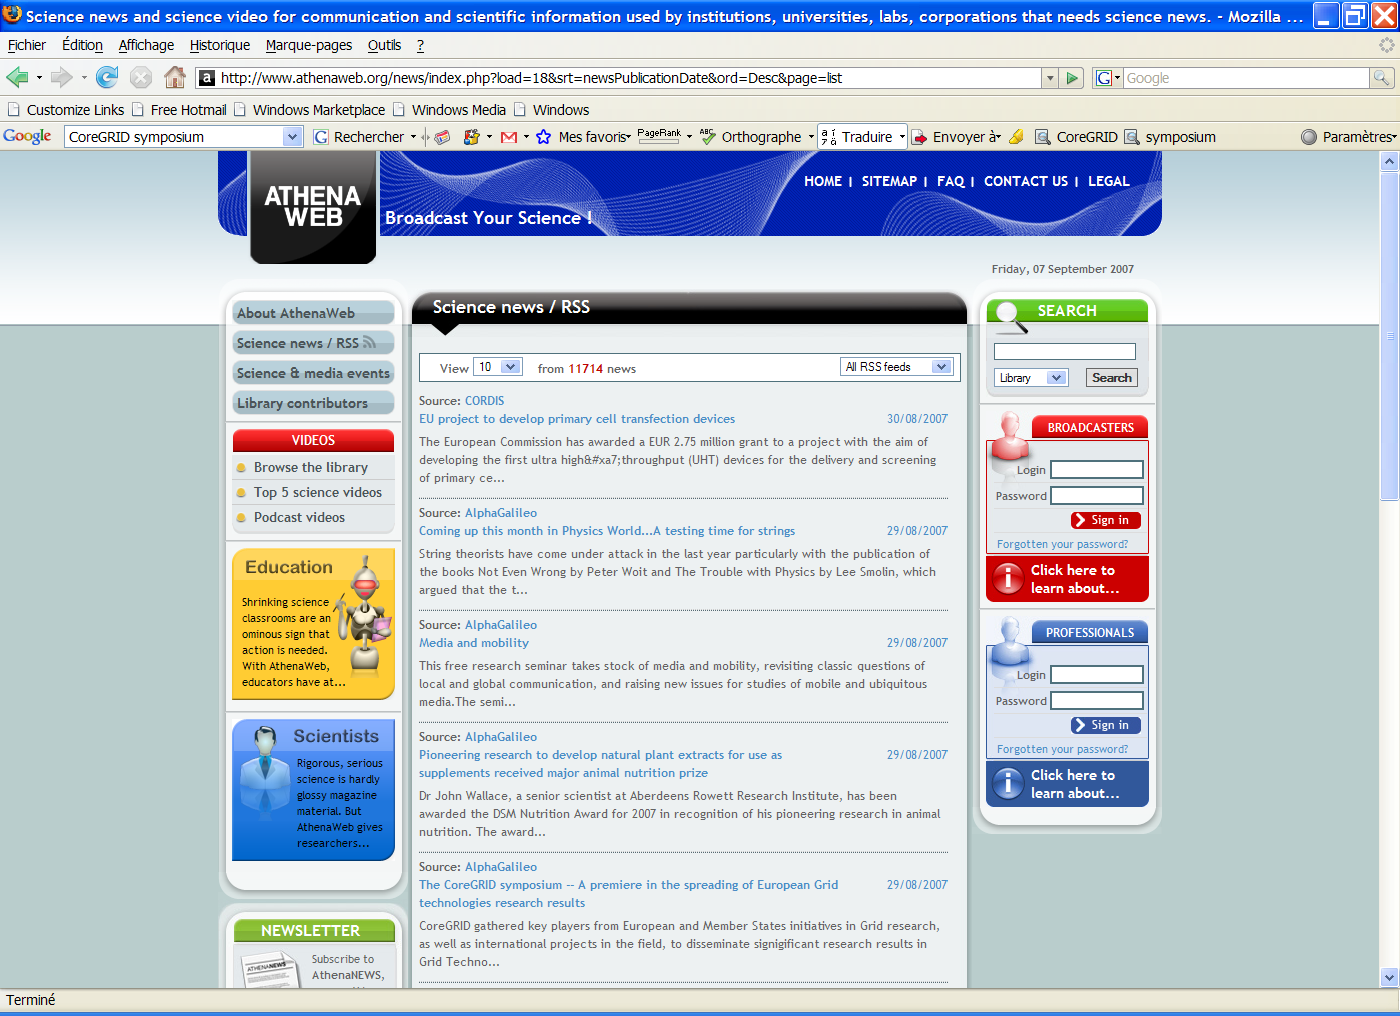 Science news and science video for communication and scientific information used by institutions, universities, labs, corporations that needs science news. - Mozilla ...
Fichier Édition Affichage Historique Marque-pages Outils ?
http://www.athenaweb.org/news/index.php?load=18&srt=newsPublicationDate&ord=Desc&page=list
G Google
Customize Links Free Hotmail Windows Marketplace Windows Media Windows
Google CoreGRID symposium G Rechercher Mes favoris PageRank ABC Orthographe Traduire Envoyer à CoreGRID symposium Paramètres
ATHENA
WEB
Broadcast Your Science !
HOME | SITEMAP | FAQ | CONTACT US | LEGAL
Friday, 07 September 2007
About AthenaWeb
Science news / RSS
Science & media events
Library contributors
VIDEOS
Browse the library
Top 5 science videos
Podcast videos
Education
Shrinking science
classrooms are an
ominous sign that
action is needed.
With AthenaWeb,
educators have at...
Scientists
Rigorous, serious
science is hardly
glossy magazine
material. But
AthenaWeb gives
researchers...
NEWSLETTER
ATHENANEWS
Subscribe to
AthenaNEWS,
Science news / RSS
View 10 from 11714 news All RSS feeds
Source: CORDIS
EU project to develop primary cell transfection devices 30/08/2007
The European Commission has awarded a EUR 2.75 million grant to a project with the aim of
developing the first ultra high&#xa7;throughput (UHT) devices for the delivery and screening
of primary ce...
Source: AlphaGalileo
Coming up this month in Physics World...A testing time for strings 29/08/2007
String theorists have come under attack in the last year particularly with the publication of
the books Not Even Wrong by Peter Woit and The Trouble with Physics by Lee Smolin, which
argued that the t...
Source: AlphaGalileo
Media and mobility 29/08/2007
This free research seminar takes stock of media and mobility, revisiting classic questions of
local and global communication, and raising new issues for studies of mobile and ubiquitous
media.The semi...
Source: AlphaGalileo
Pioneering research to develop natural plant extracts for use as 29/08/2007
supplements received major animal nutrition prize
Dr John Wallace, a senior scientist at Aberdeens Rowett Research Institute, has been
awarded the DSM Nutrition Award for 2007 in recognition of his pioneering research in animal
nutrition. The award...
Source: AlphaGalileo
The CoreGRID symposium -- A premiere in the spreading of European Grid 29/08/2007
technologies research results
CoreGRID gathered key players from European and Member States initiatives in Grid research,
as well as international projects in the field, to disseminate signigificant research results in
Grid Techno...
SEARCH
Library Search
BROADCASTERS
Login
Password
Sign in
Forgotten your password?
Click here to
learn about...
PROFESSIONALS
Login
Password
Sign in
Forgotten your password?
Click here to
learn about...
Terminé